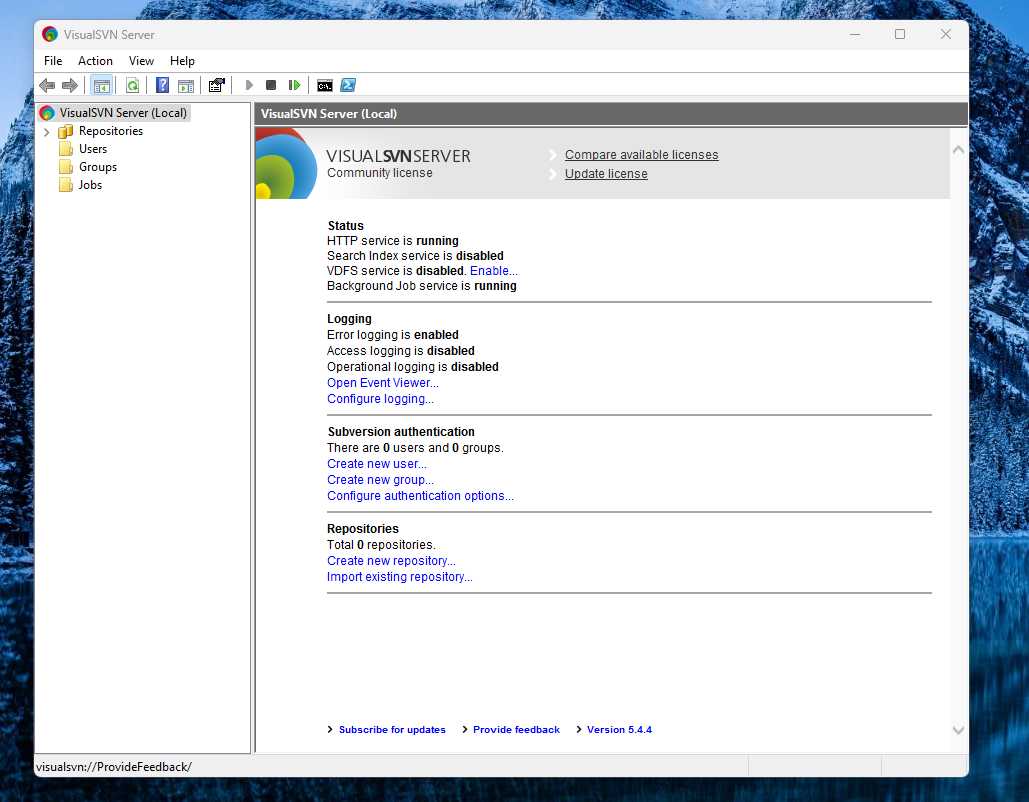 VisualSVN Server
File Action View Help
C:\.
VisualSVN Server (Local)
Repositories
Users
Groups
Jobs
VisualSVN Server (Local)
VISUALSVNSERVER
Community license
Compare available licenses
Update license
Status
HTTP service is running
Search Index service is disabled
VDFS service is disabled. Enable...
Background Job service is running
Logging
Error logging is enabled
Access logging is disabled
Operational logging is disabled
Open Event Viewer...
Configure logging...
Subversion authentication
There are 0 users and 0 groups.
Create new user...
Create new group...
Configure authentication options...
Repositories
Total 0 repositories.
Create new repository...
Import existing repository...
Subscribe for updates Provide feedback Version 5.4.4
visualsvn://ProvideFeedback/